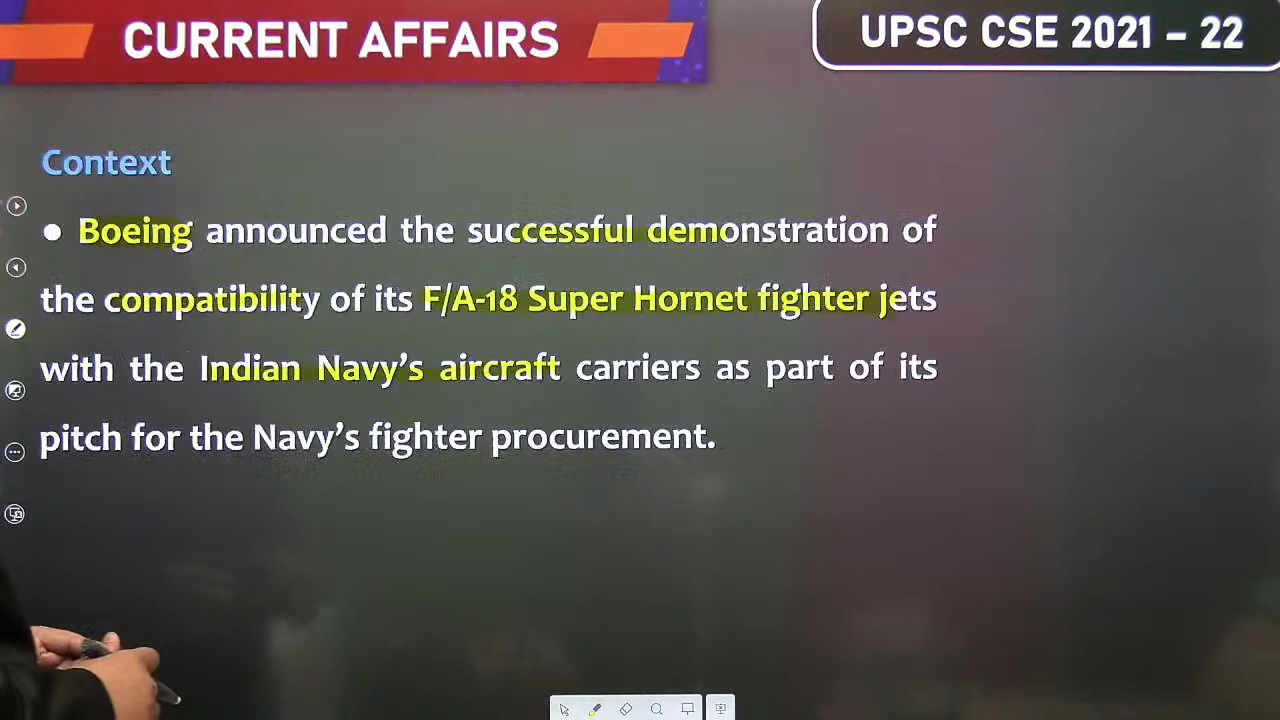 CURRENT AFFAIRS
UPSC CSE 2021 – 22
Context
● Boeing announced the successful demonstration of
the compatibility of its F/A-18 Super Hornet fighter jets
with the Indian Navy’s aircraft carriers as part of its
pitch for the Navy’s fighter procurement.